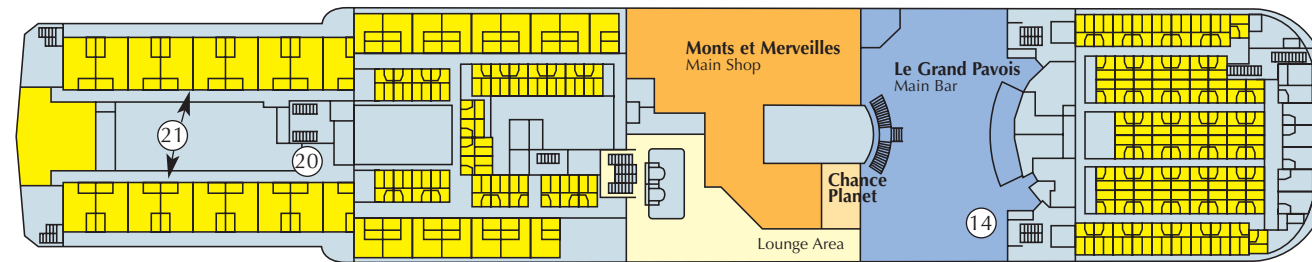 Monts et Merveilles
Main Shop
Le Grand Pavois
Main Bar
21
20
Chance
Planet
14
Lounge Area